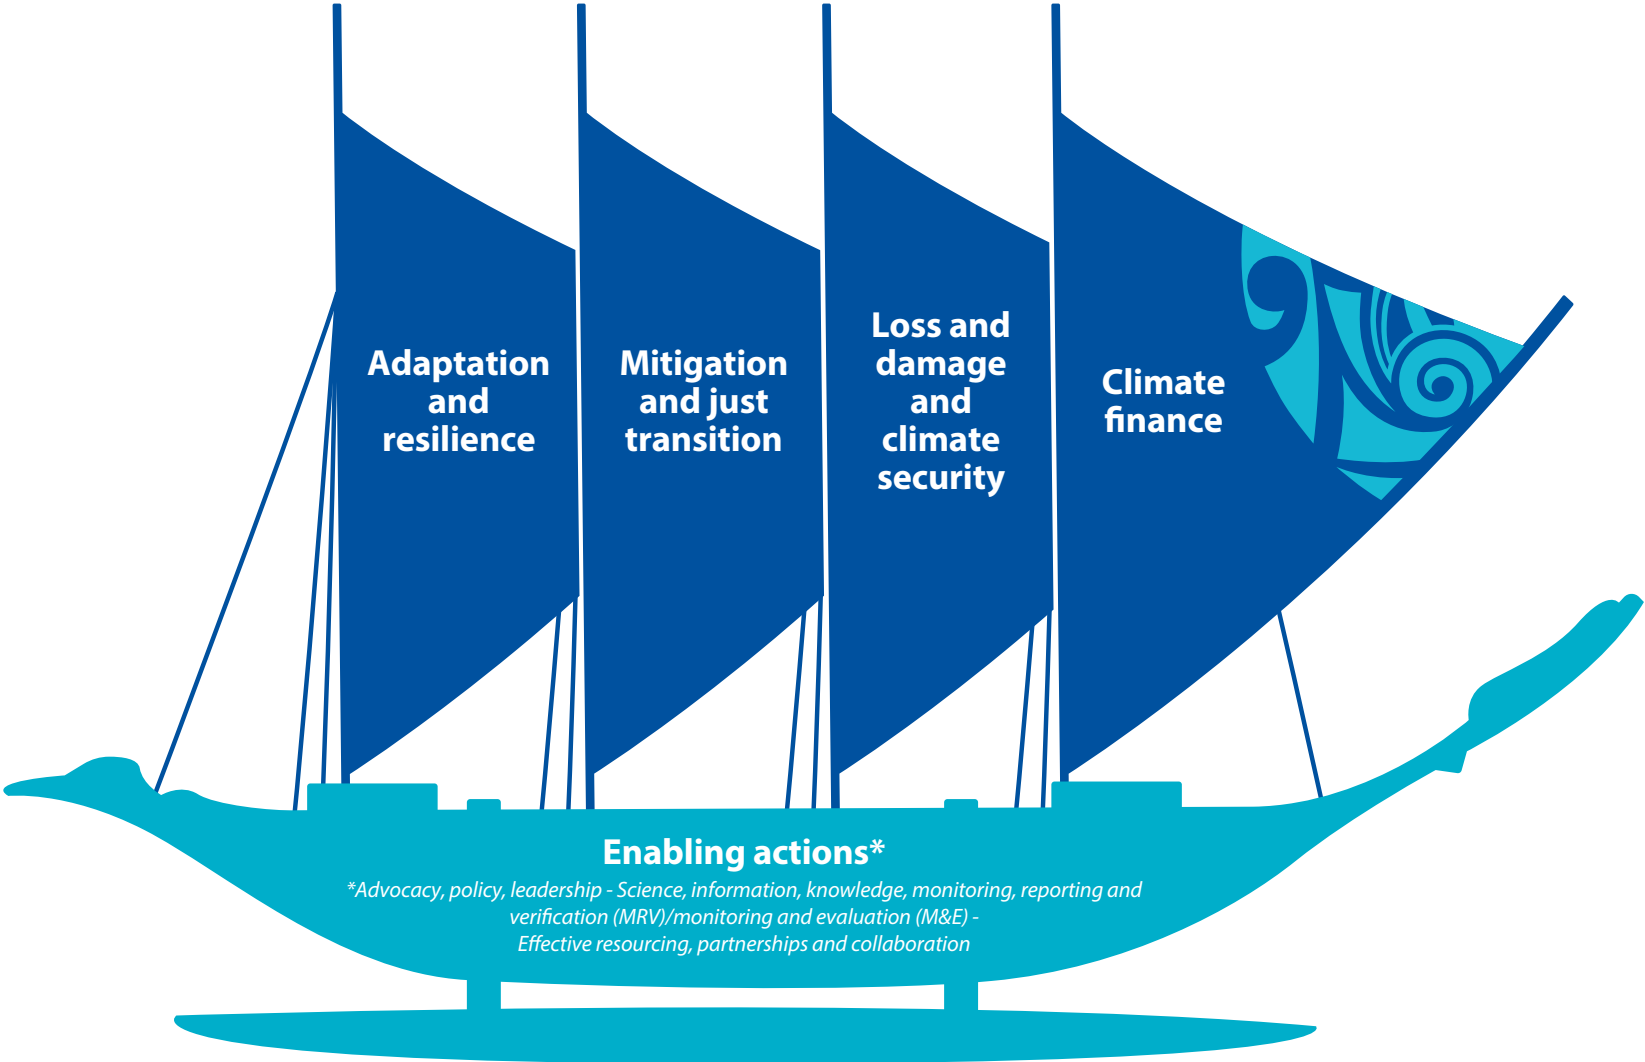 Adaptation
and
resilience
Mitigation
and just
transition
Loss and
damage
and
climate
security
Climate
finance
Enabling actions*
*Advocacy, policy, leadership - Science, information, knowledge, monitoring, reporting and
verification (MRV)/monitoring and evaluation (M&E) -
Effective resourcing, partnerships and collaboration